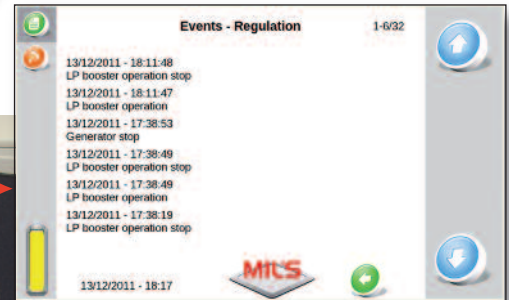 Events - Regulation
1-6/32
13/12/2011 - 18:11:48
LP booster operation stop
13/12/2011 - 18:11:47
LP booster operation
13/12/2011 - 17:38:53
Generator stop
13/12/2011 - 17:38:49
LP booster operation stop
13/12/2011 - 17:38:49
LP booster operation
13/12/2011 - 17:38:19
LP booster operation stop
MIL'S
13/12/2011 - 18:17